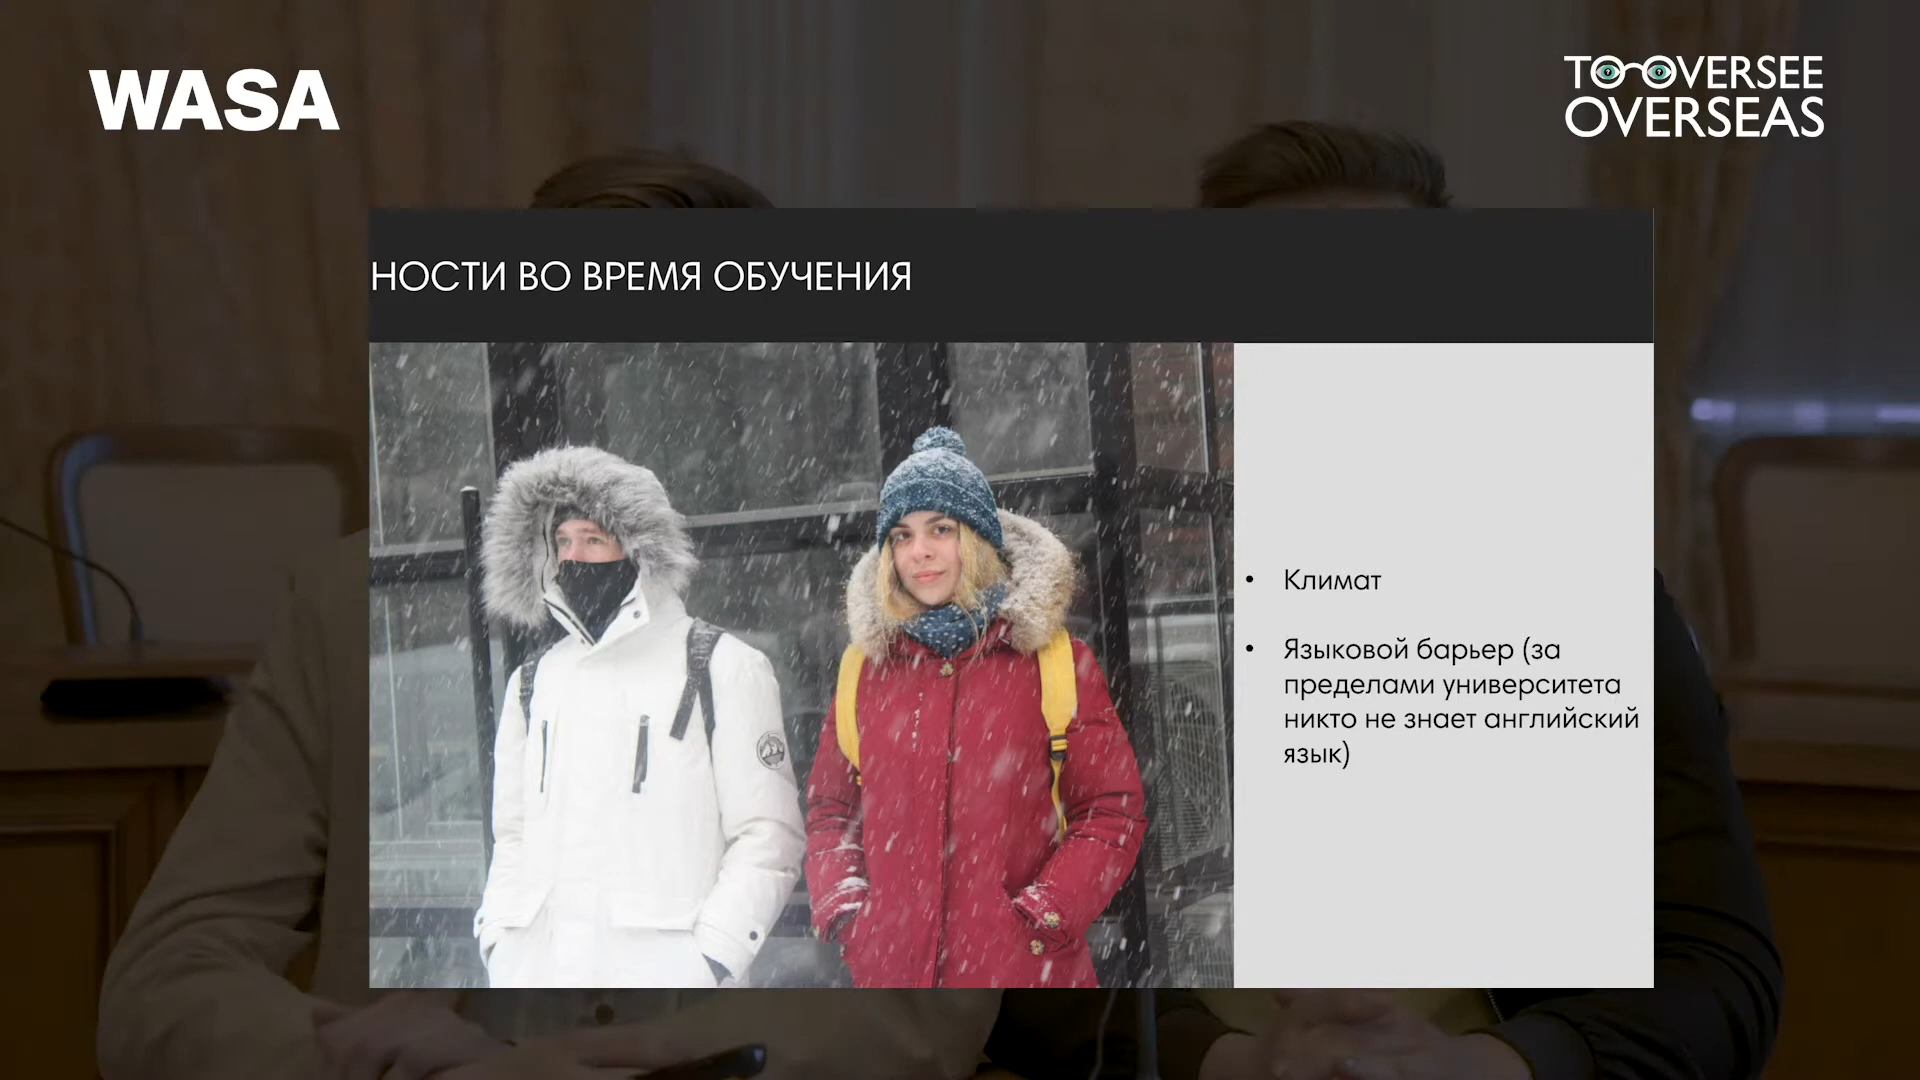 WASA
TO OVERSEE
OVERSEAS
НОСТИ ВО ВРЕМЯ ОБУЧЕНИЯ
• Климат
• Языковой барьер (за
пределами университета
никто не знает английский
язык)